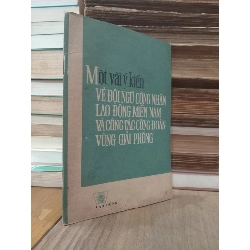 Một vài ý kiến
VỀ ĐỘI NGŨ CÔNG NHÂN
LAO ĐỘNG MIỀN NAM
VÀ CÔNG TÁC CÔNG ĐOÀN
VÙNG GIẢI PHÓNG